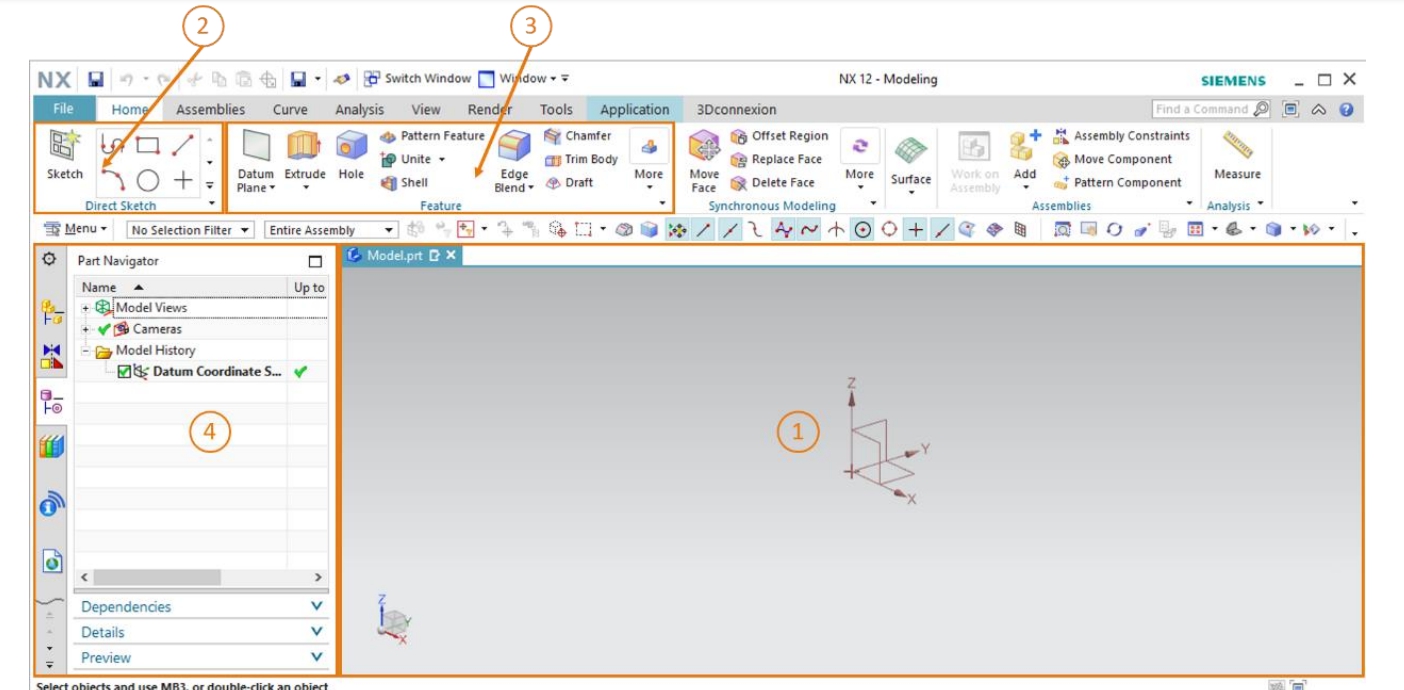 2 3
NX Switch Window Window NX 12 - Modeling SIEMENS
File Home Assemblies Curve Analysis View Render Tools Application 3Dconnexion Find a Command
Pattern Feature Chamfer Offset Region Assembly Constraints
Unite Trim Body Replace Face Move Component
Sketch Datum Plane Extrude Hole Shell Edge Blend Draft More Move Face Delete Face More Surface Work on Assembly Add Pattern Component Measure
Direct Sketch Feature Synchronous Modeling Assemblies Analysis
Menu No Selection Filter Entire Assembly
Part Navigator Model.prt
Name Up to
Model Views
Cameras
Model History
Datum Coordinate S...
Z
Y
X
4 1
Dependencies
Z
Y
X
Details
Preview
Select objects and use MB3, or double-click an object